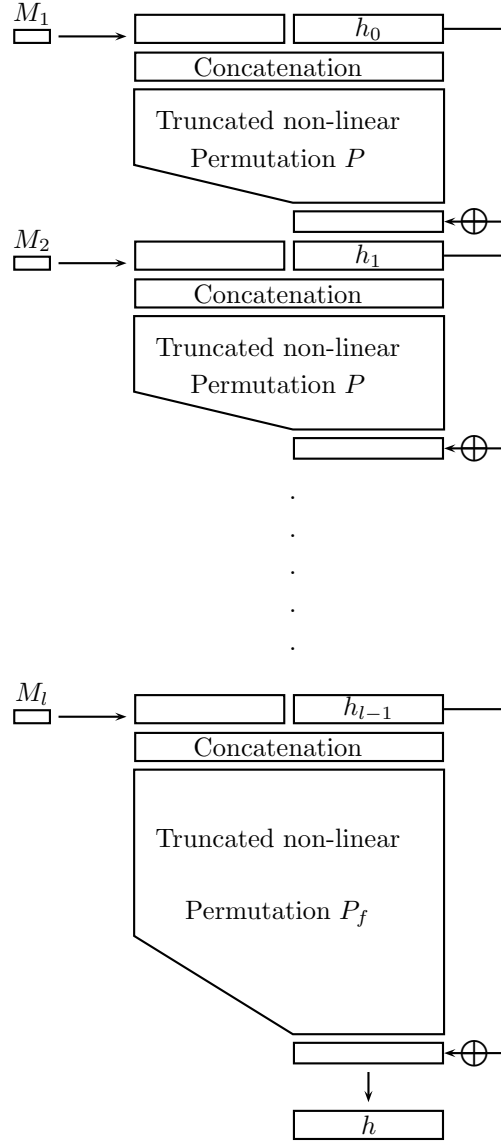 M_1
h_0
Concatenation
Truncated non-linear
Permutation P
M_2
h_1
Concatenation
Truncated non-linear
Permutation P
.
.
.
.
.
M_l
h_{l-1}
Concatenation
Truncated non-linear
Permutation P_f
h